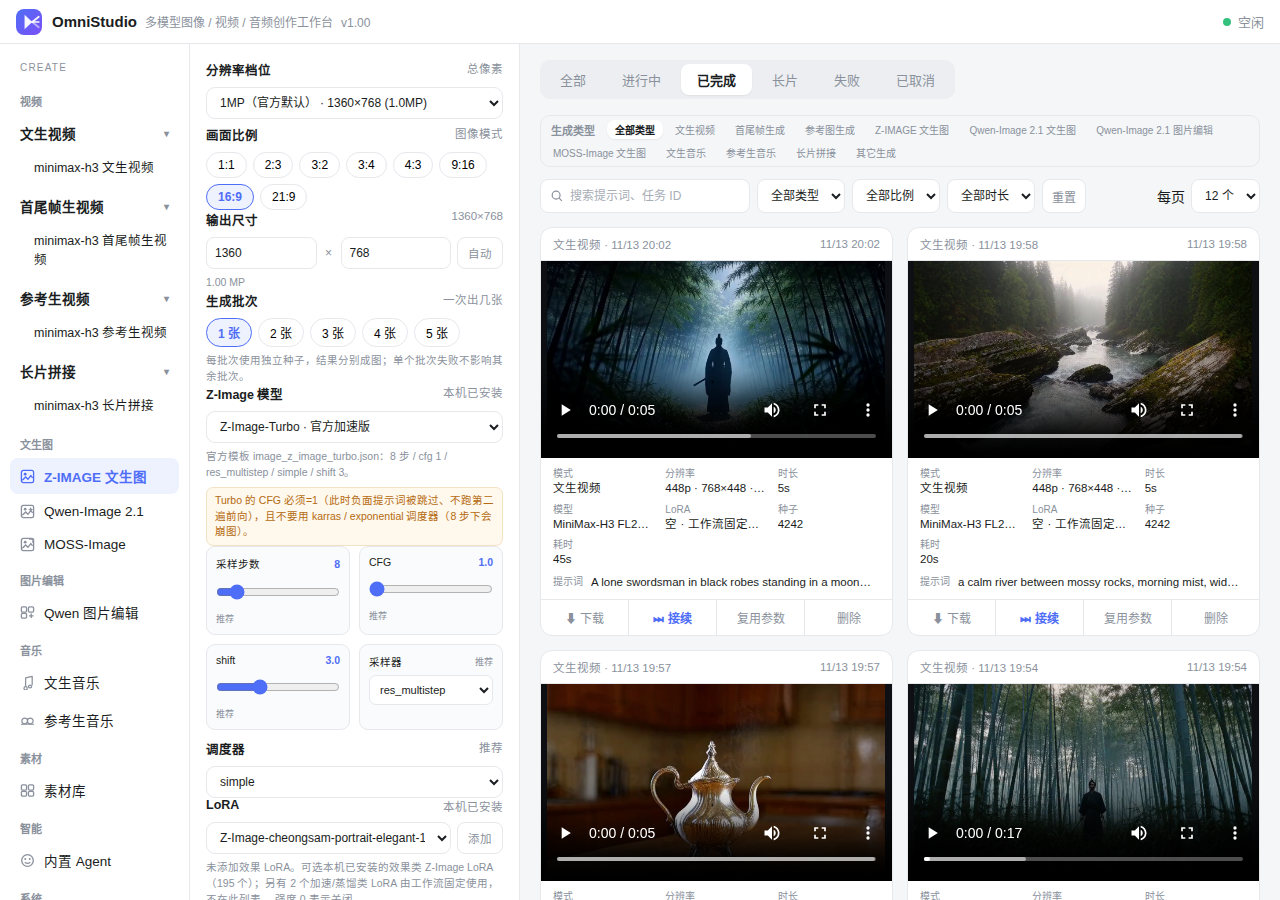 OmniStudio 多模型图像 / 视频 / 音频创作工作台 v1.00
空闲
CREATE
视频
文生视频
minimax-h3 文生视频
首尾帧生视频
minimax-h3 首尾帧生视
频
参考生视频
minimax-h3 参考生视频
长片拼接
minimax-h3 长片拼接
文生图
Z-IMAGE 文生图
Qwen-Image 2.1
MOSS-Image
图片编辑
Qwen 图片编辑
音乐
文生音乐
参考生音乐
素材
素材库
智能
内置 Agent
系统
分辨率档位 总像素
1MP（官方默认） · 1360×768 (1.0MP)
画面比例 图像模式
1:1 2:3 3:2 3:4 4:3 9:16
16:9 21:9
输出尺寸 1360×768
1360 × 768 自动
1.00 MP
生成批次 一次出几张
1 张 2 张 3 张 4 张 5 张
每批次使用独立种子，结果分别成图；单个批次失败不影响其
余批次。
Z-Image 模型 本机已安装
Z-Image-Turbo · 官方加速版
官方模板 image_z_image_turbo.json：8 步 / cfg 1 /
res_multistep / simple / shift 3。
Turbo 的 CFG 必须=1（此时负面提示词被跳过、不跑第二
遍前向），且不要用 karras / exponential 调度器（8 步下会
崩图）。
采样步数 8
推荐
CFG 1.0
推荐
shift 3.0
推荐
采样器 推荐
res_multistep
调度器 推荐
simple
LoRA 本机已安装
Z-Image-cheongsam-portrait-elegant-1 添加
未添加效果 LoRA。可选本机已安装的效果类 Z-Image LoRA
（195 个）；另有 2 个加速/蒸馏类 LoRA 由工作流固定使用，
不在此列表。强度 0 表示关闭
全部 进行中 已完成 长片 失败 已取消
生成类型 全部类型 文生视频 首尾帧生成 参考图生成 Z-IMAGE 文生图 Qwen-Image 2.1 文生图 Qwen-Image 2.1 图片编辑
MOSS-Image 文生图 文生音乐 参考生音乐 长片拼接 其它生成
搜索提示词、任务 ID 全部类型 全部比例 全部时长 重置 每页 12 个
文生视频 · 11/13 20:02 11/13 20:02
0:00 / 0:05
模式 分辨率 时长
文生视频 448p · 768×448 ·... 5s
模型 LoRA 种子
MiniMax-H3 FL2... 空 · 工作流固定... 4242
耗时
45s
提示词 A lone swordsman in black robes standing in a moon...
下载 接续 复用参数 删除
文生视频 · 11/13 19:58 11/13 19:58
0:00 / 0:05
模式 分辨率 时长
文生视频 448p · 768×448 ·... 5s
模型 LoRA 种子
MiniMax-H3 FL2... 空 · 工作流固定... 4242
耗时
20s
提示词 a calm river between mossy rocks, morning mist, wid...
下载 接续 复用参数 删除
文生视频 · 11/13 19:57 11/13 19:57
0:00 / 0:05
模式 分辨率 时长
文生视频 · 11/13 19:54 11/13 19:54
0:00 / 0:17
模式 分辨率 时长